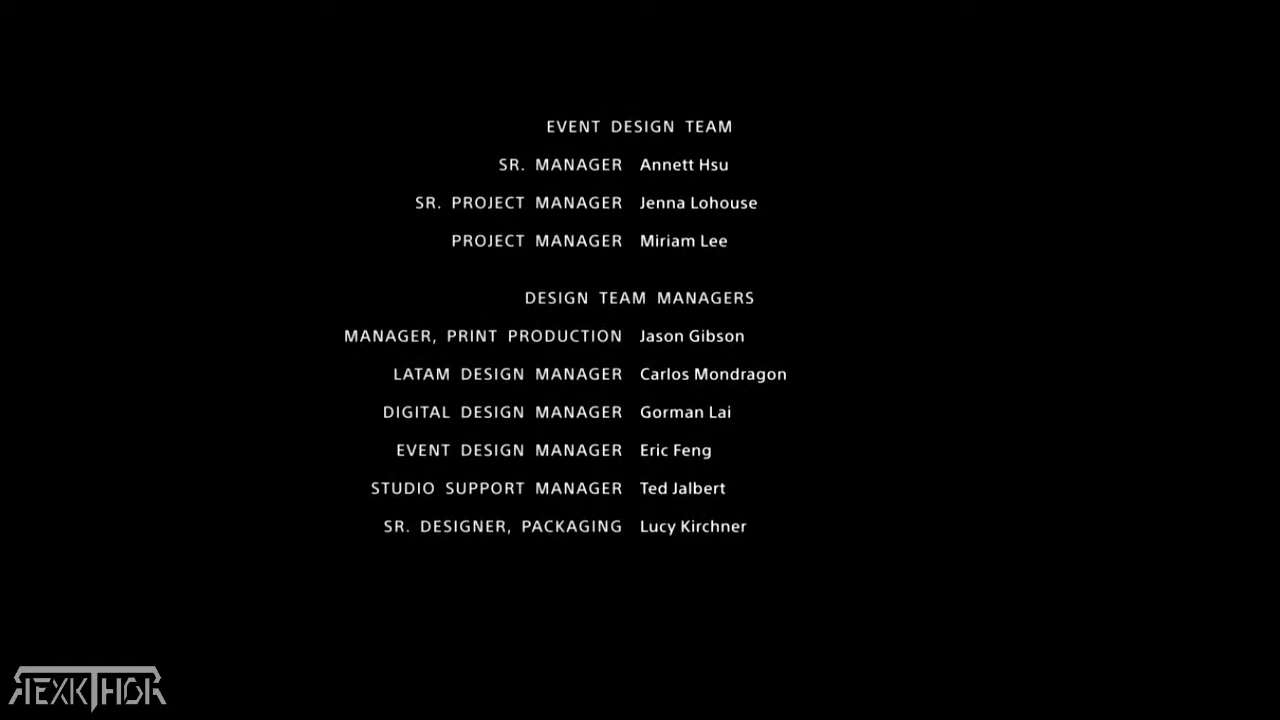 EVENT DESIGN TEAM
SR. MANAGER Annett Hsu
SR. PROJECT MANAGER Jenna Lohouse
PROJECT MANAGER Miriam Lee
DESIGN TEAM MANAGERS
MANAGER, PRINT PRODUCTION Jason Gibson
LATAM DESIGN MANAGER Carlos Mondragon
DIGITAL DESIGN MANAGER Gorman Lai
EVENT DESIGN MANAGER Eric Feng
STUDIO SUPPORT MANAGER Ted Jalbert
SR. DESIGNER, PACKAGING Lucy Kirchner